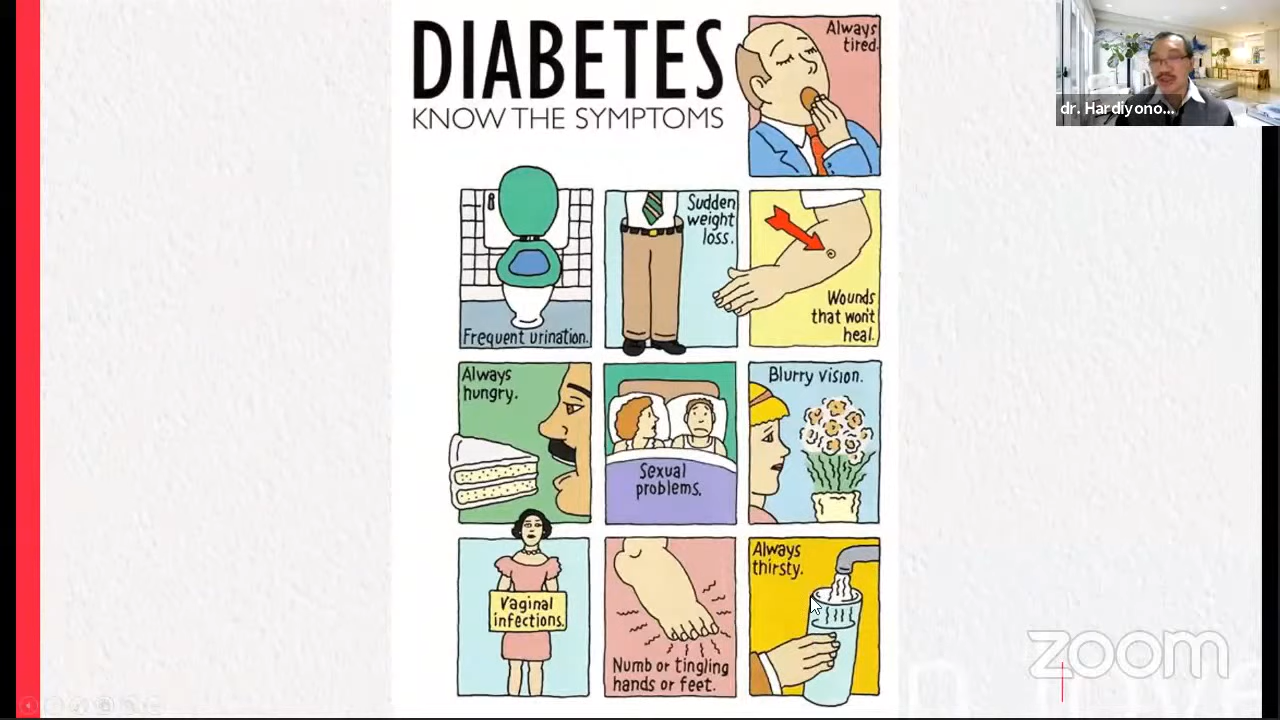 DIABETES
KNOW THE SYMPTOMS
Always
tired.
dr. Hardiyono...
Frequent urination.
Sudden
weight
loss.
Wounds
that won't
heal.
Always
hungry.
Sexual
problems.
Blurry vision.
Vaginal
infections.
Numb or tingling
hands or feet.
Always
thirsty.
zoom